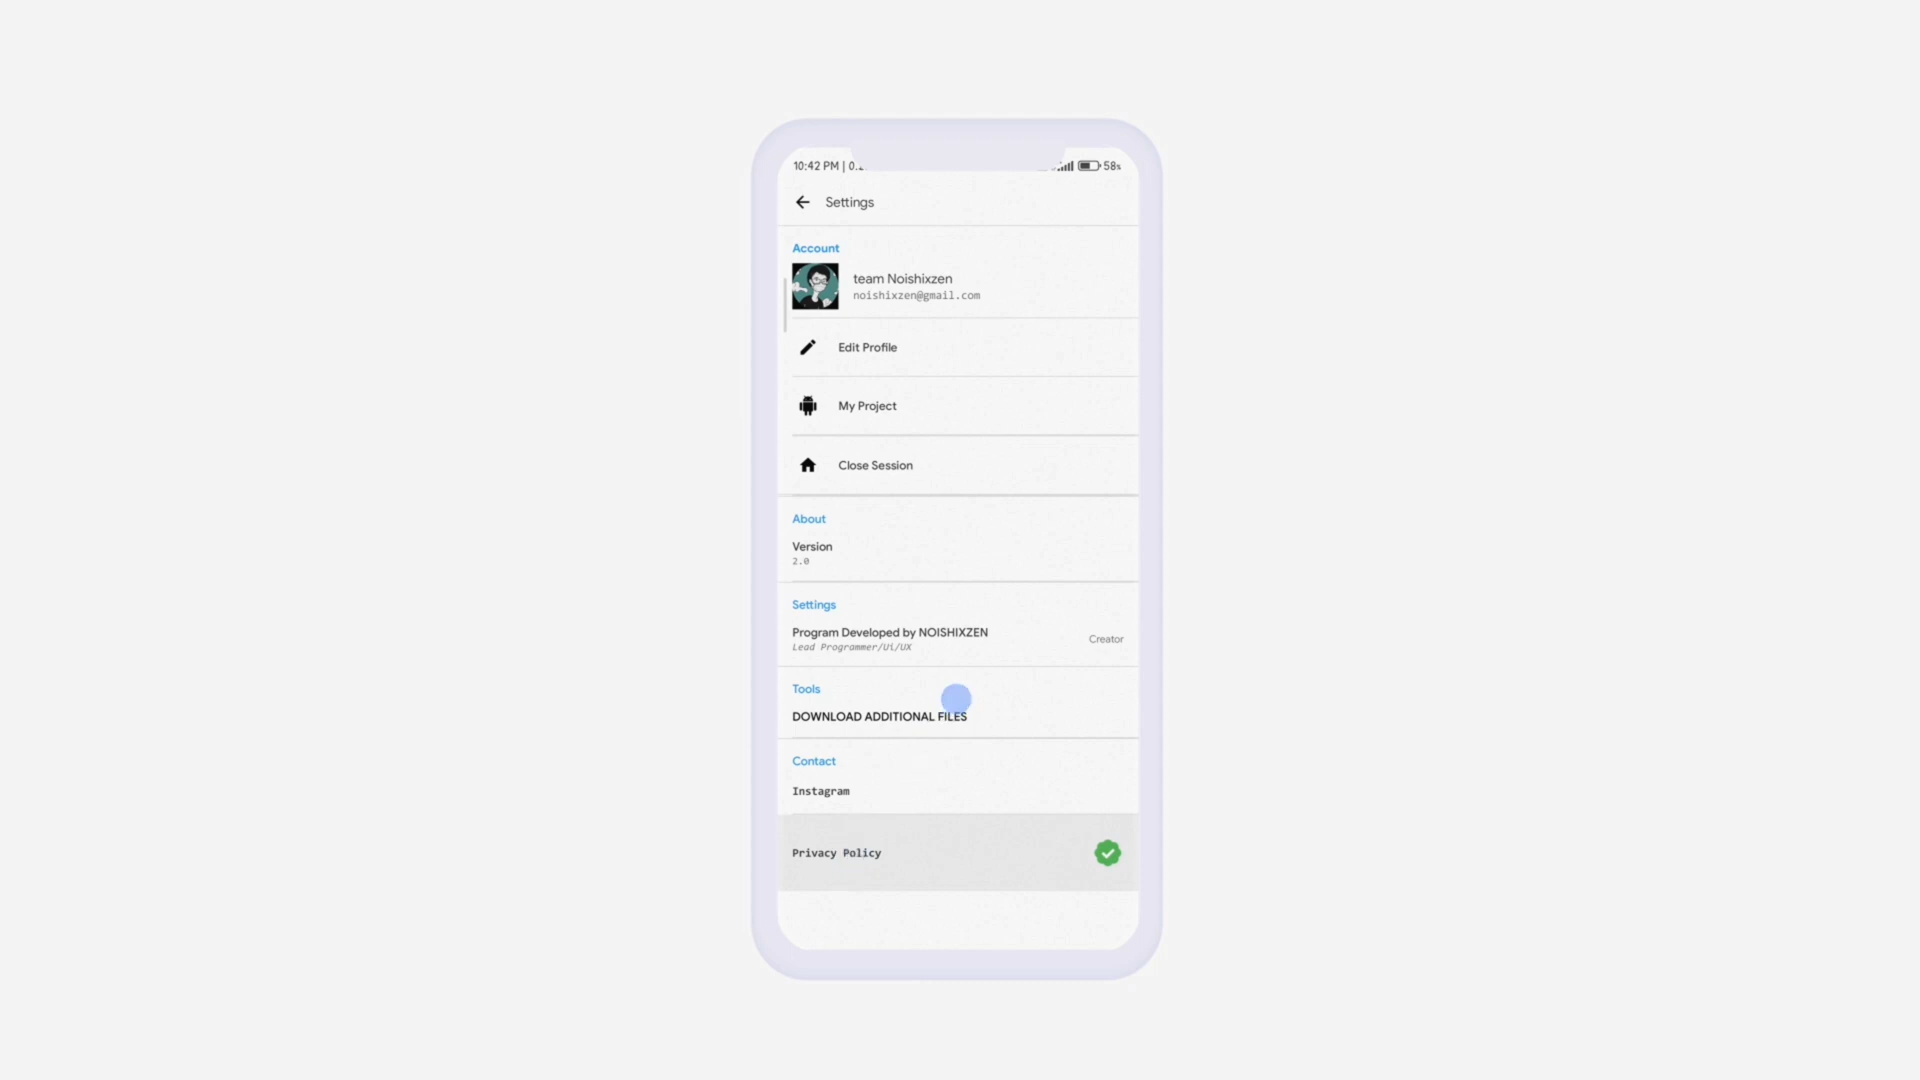 10:42 PM | 0.
58%
Settings
Account
team Noishixzen
noishixzen@gmail.com
Edit Profile
My Project
Close Session
About
Version
2.0
Settings
Program Developed by NOISHIXZEN
Lead Programmer/Ui/UX
Creator
Tools
DOWNLOAD ADDITIONAL FILES
Contact
Instagram
Privacy Policy